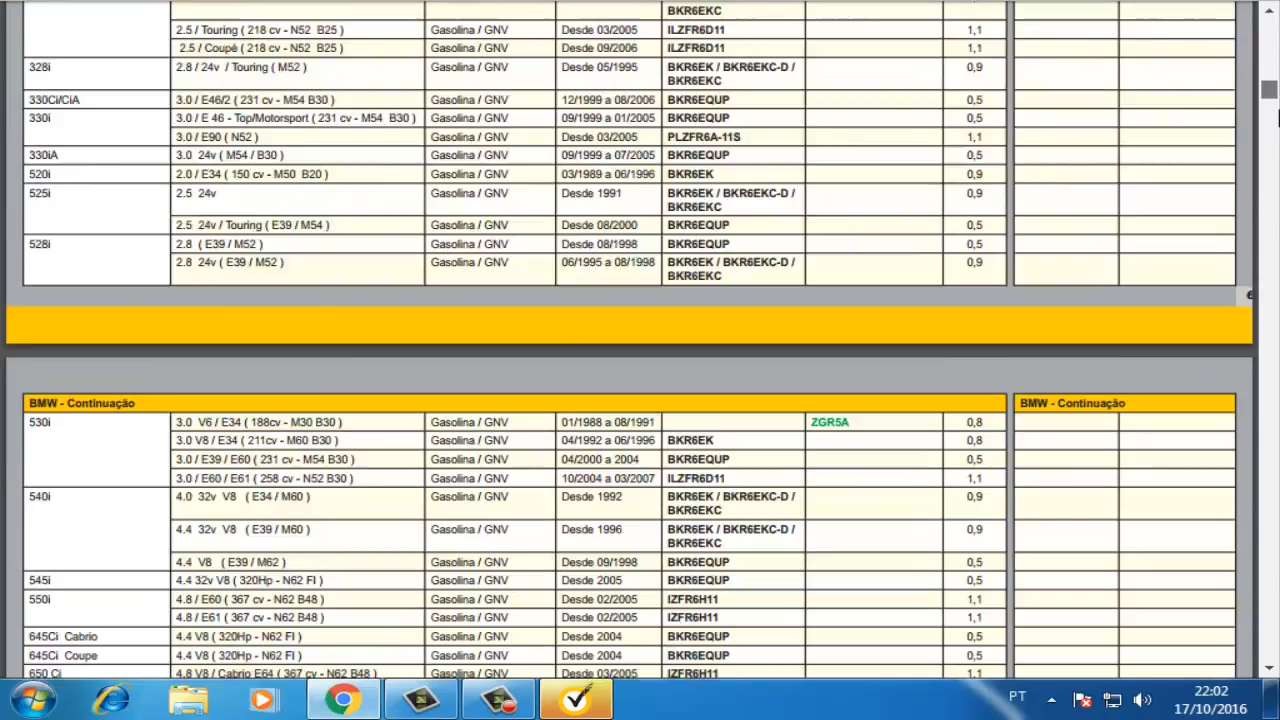 BKR6EKC
2.5 / Touring ( 218 cv - N52 B25 ) Gasolina / GNV Desde 03/2005 ILZFR6D11 1,1
2.5 / Coupé ( 218 cv - N52 B25 ) Gasolina / GNV Desde 09/2006 ILZFR6D11 1,1
328i 2.8 / 24v / Touring ( M52 ) Gasolina / GNV Desde 05/1995 BKR6EK / BKR6EKC-D / 0,9
BKR6EKC
330Ci/CiA 3.0 / E46/2 ( 231 cv - M54 B30 ) Gasolina / GNV 12/1999 a 08/2006 BKR6EQUP 0,5
330i 3.0 / E 46 - Top/Motorsport ( 231 cv - M54 B30 ) Gasolina / GNV 09/1999 a 01/2005 BKR6EQUP 0,5
3.0 / E90 ( N52 ) Gasolina / GNV Desde 03/2005 PLZFR6A-11S 1,1
330iA 3.0 24v ( M54 / B30 ) Gasolina / GNV 09/1999 a 07/2005 BKR6EQUP 0,5
520i 2.0 / E34 ( 150 cv - M50 B20 ) Gasolina / GNV 03/1989 a 06/1996 BKR6EK 0,9
525i 2.5 24v Gasolina / GNV Desde 1991 BKR6EK / BKR6EKC-D / 0,9
BKR6EKC
2.5 24v / Touring ( E39 / M54 ) Gasolina / GNV Desde 08/2000 BKR6EQUP 0,5
528i 2.8 ( E39 / M52 ) Gasolina / GNV Desde 08/1998 BKR6EQUP 0,5
2.8 24v ( E39 / M52 ) Gasolina / GNV 06/1995 a 08/1998 BKR6EK / BKR6EKC-D / 0,9
BKR6EKC
BMW - Continuação BMW - Continuação
530i 3.0 V6 / E34 ( 188cv - M30 B30 ) Gasolina / GNV 01/1988 a 08/1991 ZGR5A 0,8
3.0 V8 / E34 ( 211cv - M60 B30 ) Gasolina / GNV 04/1992 a 06/1996 BKR6EK 0,8
3.0 / E39 / E60 ( 231 cv - M54 B30 ) Gasolina / GNV 04/2000 a 2004 BKR6EQUP 0,5
3.0 / E60 / E61 ( 258 cv - N52 B30 ) Gasolina / GNV 10/2004 a 03/2007 ILZFR6D11 1,1
540i 4.0 32v V8 ( E34 / M60 ) Gasolina / GNV Desde 1992 BKR6EK / BKR6EKC-D / 0,9
BKR6EKC
4.4 32v V8 ( E39 / M60 ) Gasolina / GNV Desde 1996 BKR6EK / BKR6EKC-D / 0,9
BKR6EKC
4.4 V8 ( E39 / M62 ) Gasolina / GNV Desde 09/1998 BKR6EQUP 0,5
545i 4.4 32v V8 ( 320Hp - N62 FI ) Gasolina / GNV Desde 2005 BKR6EQUP 0,5
550i 4.8 / E60 ( 367 cv - N62 B48 ) Gasolina / GNV Desde 02/2005 IZFR6H11 1,1
4.8 / E61 ( 367 cv - N62 B48 ) Gasolina / GNV Desde 02/2005 IZFR6H11 1,1
645Ci Cabrio 4.4 V8 ( 320Hp - N62 FI ) Gasolina / GNV Desde 2004 BKR6EQUP 0,5
645Ci Coupe 4.4 V8 ( 320Hp - N62 FI ) Gasolina / GNV Desde 2004 BKR6EQUP 0,5
650 Ci 4.8 V8 / Cabrio E64 ( 367 cv - N62 B48 ) Gasolina / GNV Desde 03/2005 IZFR6H11 1,1
PT 22:02
17/10/2016